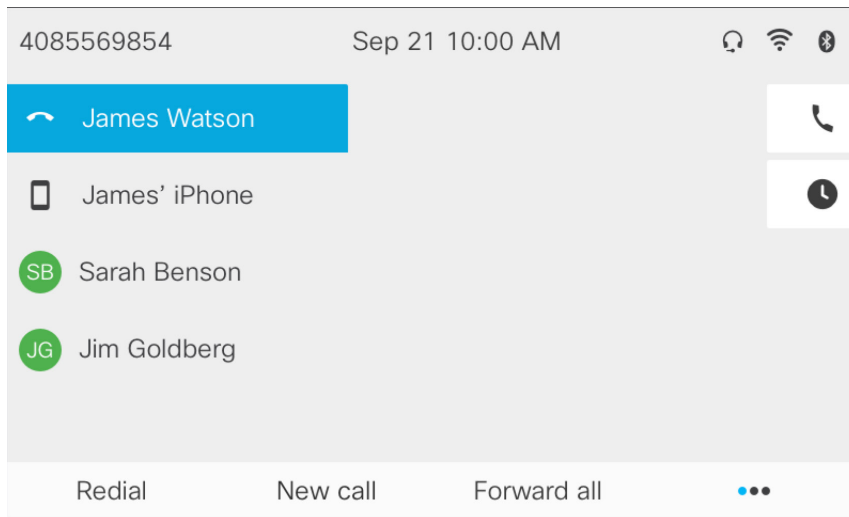 4085569854 Sep 21 10:00 AM
James Watson
James’ iPhone
SB Sarah Benson
JG Jim Goldberg
Redial New call Forward all